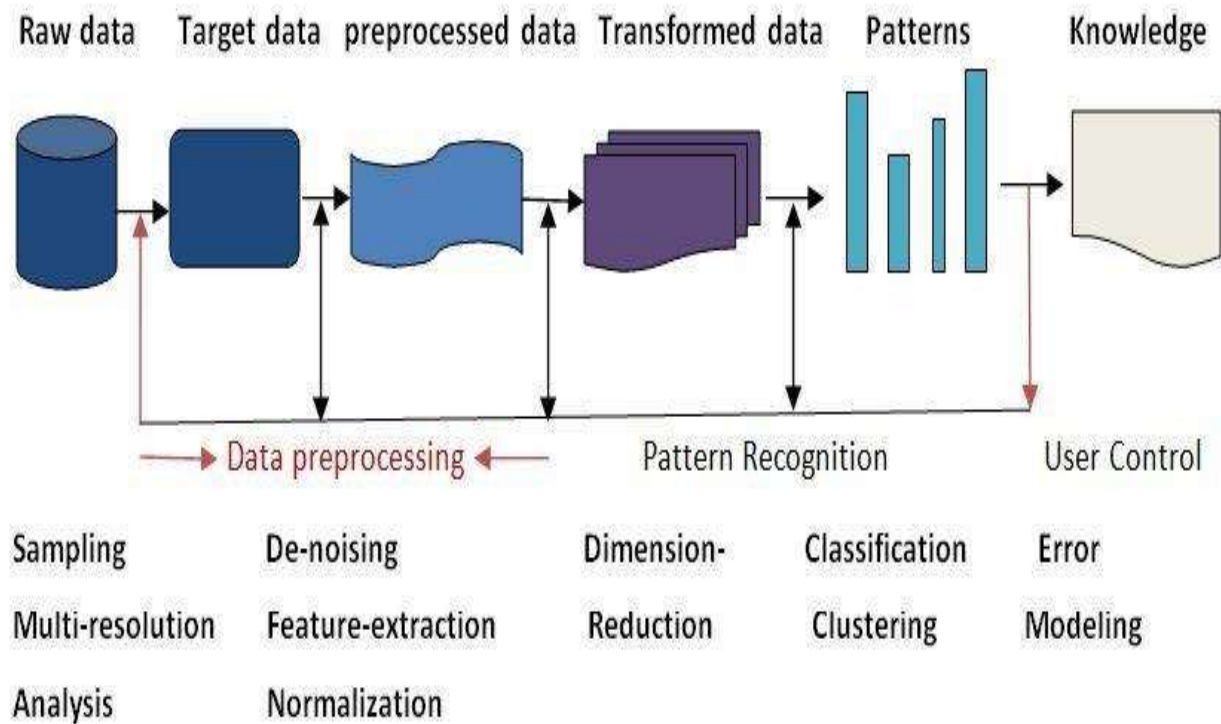 Raw data Target data preprocessed data Transformed data Patterns Knowledge
Data preprocessing Pattern Recognition User Control
Sampling De-noising Dimension- Classification Error
Multi-resolution Feature-extraction Reduction Clustering Modeling
Analysis Normalization